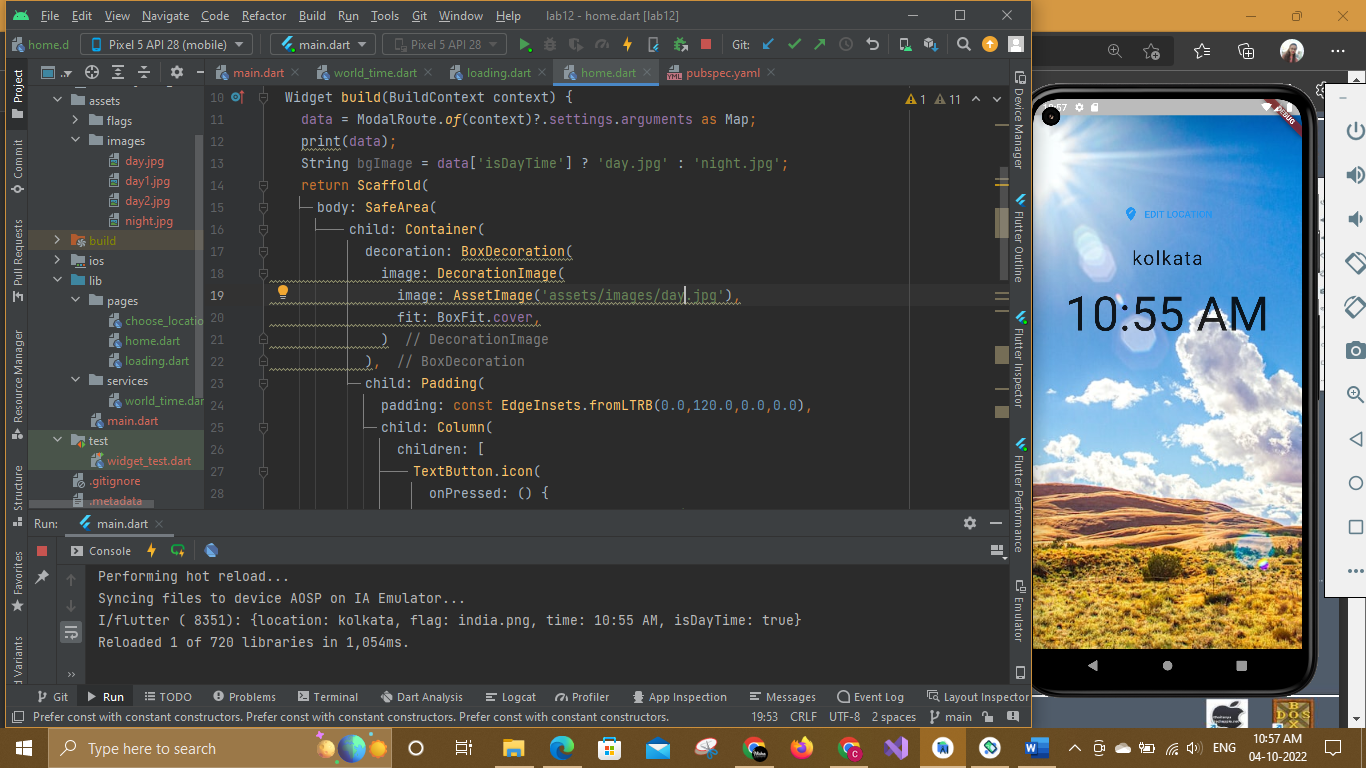 File Edit View Navigate Code Refactor Build Run Tools Git Window Help lab12 - home.dart [lab12]
home.d Pixel 5 API 28 (mobile) main.dart Pixel 5 API 28 Git:
Project
Commit
Pull Requests
Resource Manager
Structure
Favorites
d Variants
assets
flags
images
day.jpg
day1.jpg
day2.jpg
night.jpg
build
ios
lib
pages
choose_locatio
home.dart
loading.dart
services
world_time.dar
main.dart
test
widget_test.dart
.gitignore
.metadata
main.dart world_time.dart loading.dart home.dart pubspec.yaml
1 11
10 Widget build(BuildContext context) {
11 data = ModalRoute.of(context)?.settings.arguments as Map;
12 print(data);
13 String bgImage = data['isDayTime'] ? 'day.jpg' : 'night.jpg';
14 return Scaffold(
15 body: SafeArea(
16 child: Container(
17 decoration: BoxDecoration(
18 image: DecorationImage(
19 image: AssetImage('assets/images/day.jpg'),
20 fit: BoxFit.cover,
21 ) // DecorationImage
22 ), // BoxDecoration
23 child: Padding(
24 padding: const EdgeInsets.fromLTRB(0.0,120.0,0.0,0.0),
25 child: Column(
26 children: [
27 TextButton.icon(
28 onPressed: () {
Device Manager
Flutter Outline
Flutter Inspector
Flutter Performance
Emulator
Run: main.dart
Console
Performing hot reload...
Syncing files to device AOSP on IA Emulator...
I/flutter ( 8351): {location: kolkata, flag: india.png, time: 10:55 AM, isDayTime: true}
Reloaded 1 of 720 libraries in 1,054ms.
Git Run TODO Problems Terminal Dart Analysis Logcat Profiler App Inspection Messages Event Log Layout Inspector
Prefer const with constant constructors. Prefer const with constant constructors. Prefer const with constant constructors. 19:53 CRLF UTF-8 2 spaces main
10:57
DEBUG
EDIT LOCATION
kolkata
10:55 AM
Type here to search
ENG
10:57 AM
04-10-2022